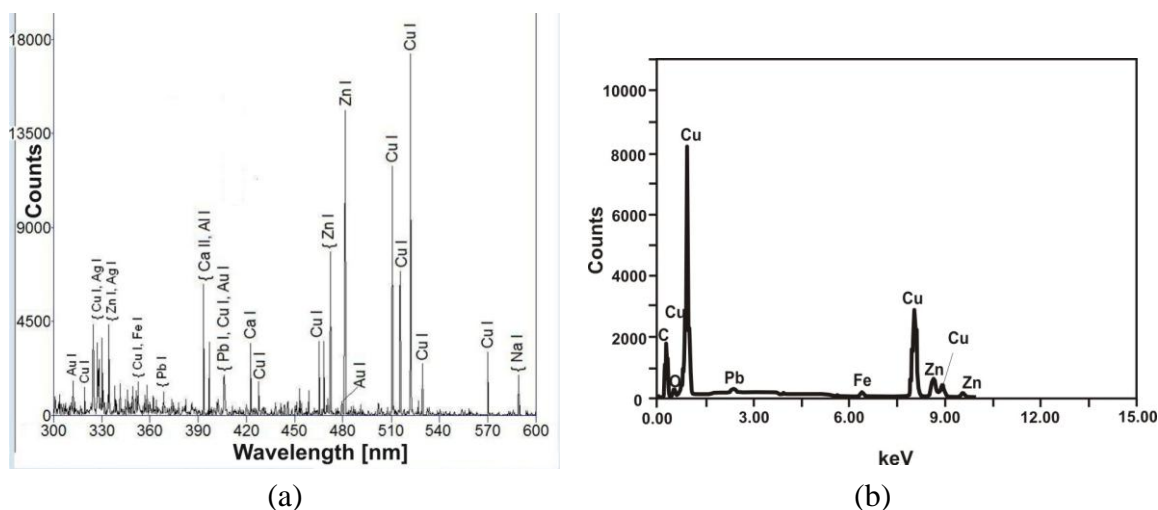 18000
13500
9000
4500
0
Counts
Au I
Cu I
{ Cu I, Ag I
{ Zn I, Ag I
{ Cu I, Fe I
{ Pb I
{ Ca II, Al I
{ Pb I, Cu I, Au I
Ca I
Cu I
Cu I
{ Zn I
Zn I
Au I
Cu I
Cu I
Cu I
Cu I
Cu I
{ Na I
300 330 360 390 420 450 480 510 540 570 600
Wavelength [nm]
(a)
10000
8000
6000
4000
2000
0
Counts
C
O
Cu
Cu
Pb
Fe
Cu
Zn
Cu
Zn
0.00 3.00 6.00 9.00 12.00 15.00
keV
(b)